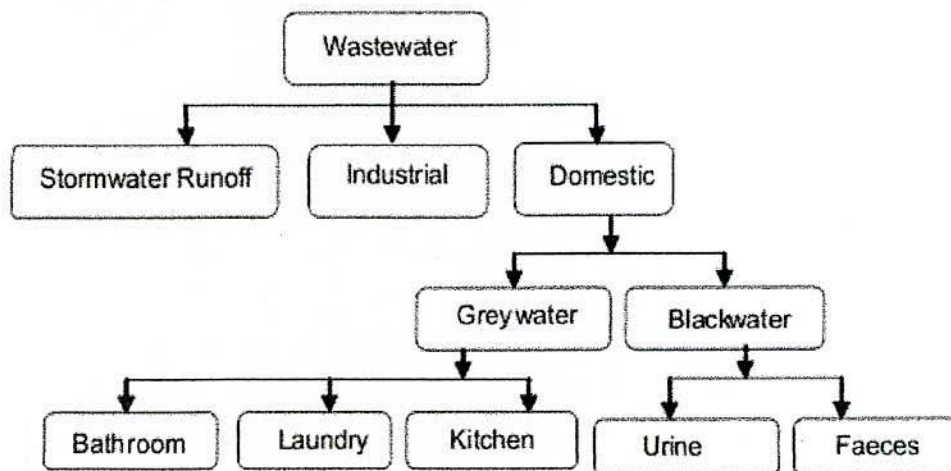 Wastewater
Stormwater Runoff
Industrial
Domestic
Greywater
Blackwater
Bathroom
Laundry
Kitchen
Urine
Faeces